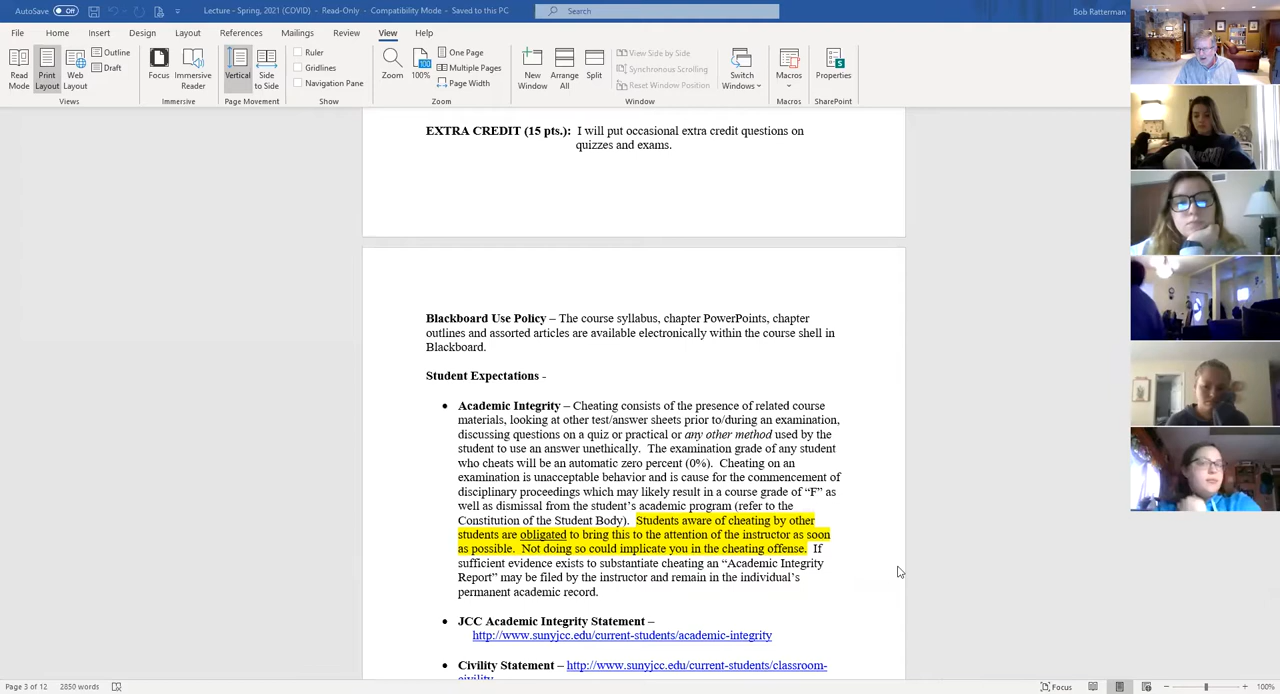 AutoSave Off Lecture - Spring, 2021 (COVID) - Read-Only - Compatibility Mode - Saved to this PC Search Bob Ratterman
File Home Insert Design Layout References Mailings Review View Help
Read Mode Print Layout Web Layout Outline Draft
Views
Focus Immersive Reader
Immersive
Vertical Side to Side
Page Movement
Ruler
Gridlines
Navigation Pane
Show
Zoom 100 100% One Page
Multiple Pages
Page Width
Zoom
New Window Arrange All Split
View Side by Side
Synchronous Scrolling
Reset Window Position
Switch Windows
Window
Macros
Macros
Properties
SharePoint
EXTRA CREDIT (15 pts.): I will put occasional extra credit questions on
quizzes and exams.
Blackboard Use Policy – The course syllabus, chapter PowerPoints, chapter
outlines and assorted articles are available electronically within the course shell in
Blackboard.
Student Expectations -
• Academic Integrity – Cheating consists of the presence of related course
materials, looking at other test/answer sheets prior to/during an examination,
discussing questions on a quiz or practical or any other method used by the
student to use an answer unethically. The examination grade of any student
who cheats will be an automatic zero percent (0%). Cheating on an
examination is unacceptable behavior and is cause for the commencement of
disciplinary proceedings which may likely result in a course grade of “F” as
well as dismissal from the student’s academic program (refer to the
Constitution of the Student Body). Students aware of cheating by other
students are obligated to bring this to the attention of the instructor as soon
as possible. Not doing so could implicate you in the cheating offense. If
sufficient evidence exists to substantiate cheating an “Academic Integrity
Report” may be filed by the instructor and remain in the individual’s
permanent academic record.
• JCC Academic Integrity Statement –
http://www.sunyjcc.edu/current-students/academic-integrity
• Civility Statement – http://www.sunyjcc.edu/current-students/classroom-
civility
Page 3 of 12 2850 words Focus 100%